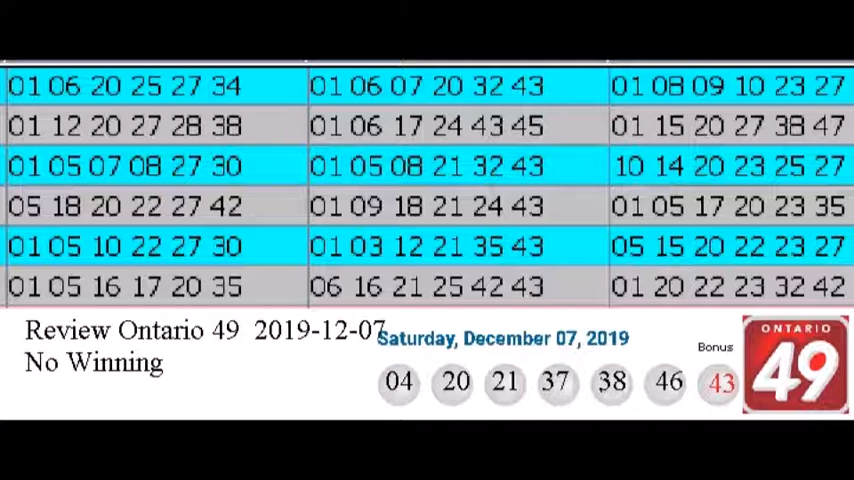 01 06 20 25 27 34 01 06 07 20 32 43 01 08 09 10 23 27
01 12 20 27 28 38 01 06 17 24 43 45 01 15 20 27 38 47
01 05 07 08 27 30 01 05 08 21 32 43 10 14 20 23 25 27
05 18 20 22 27 42 01 09 18 21 24 43 01 05 17 20 23 35
01 05 10 22 27 30 01 03 12 21 35 43 05 15 20 22 23 27
01 05 16 17 20 35 06 16 21 25 42 43 01 20 22 23 32 42
Review Ontario 49 2019-12-07
No Winning
Saturday, December 07, 2019
Bonus
04 20 21 37 38 46 43
ONTARIO
49